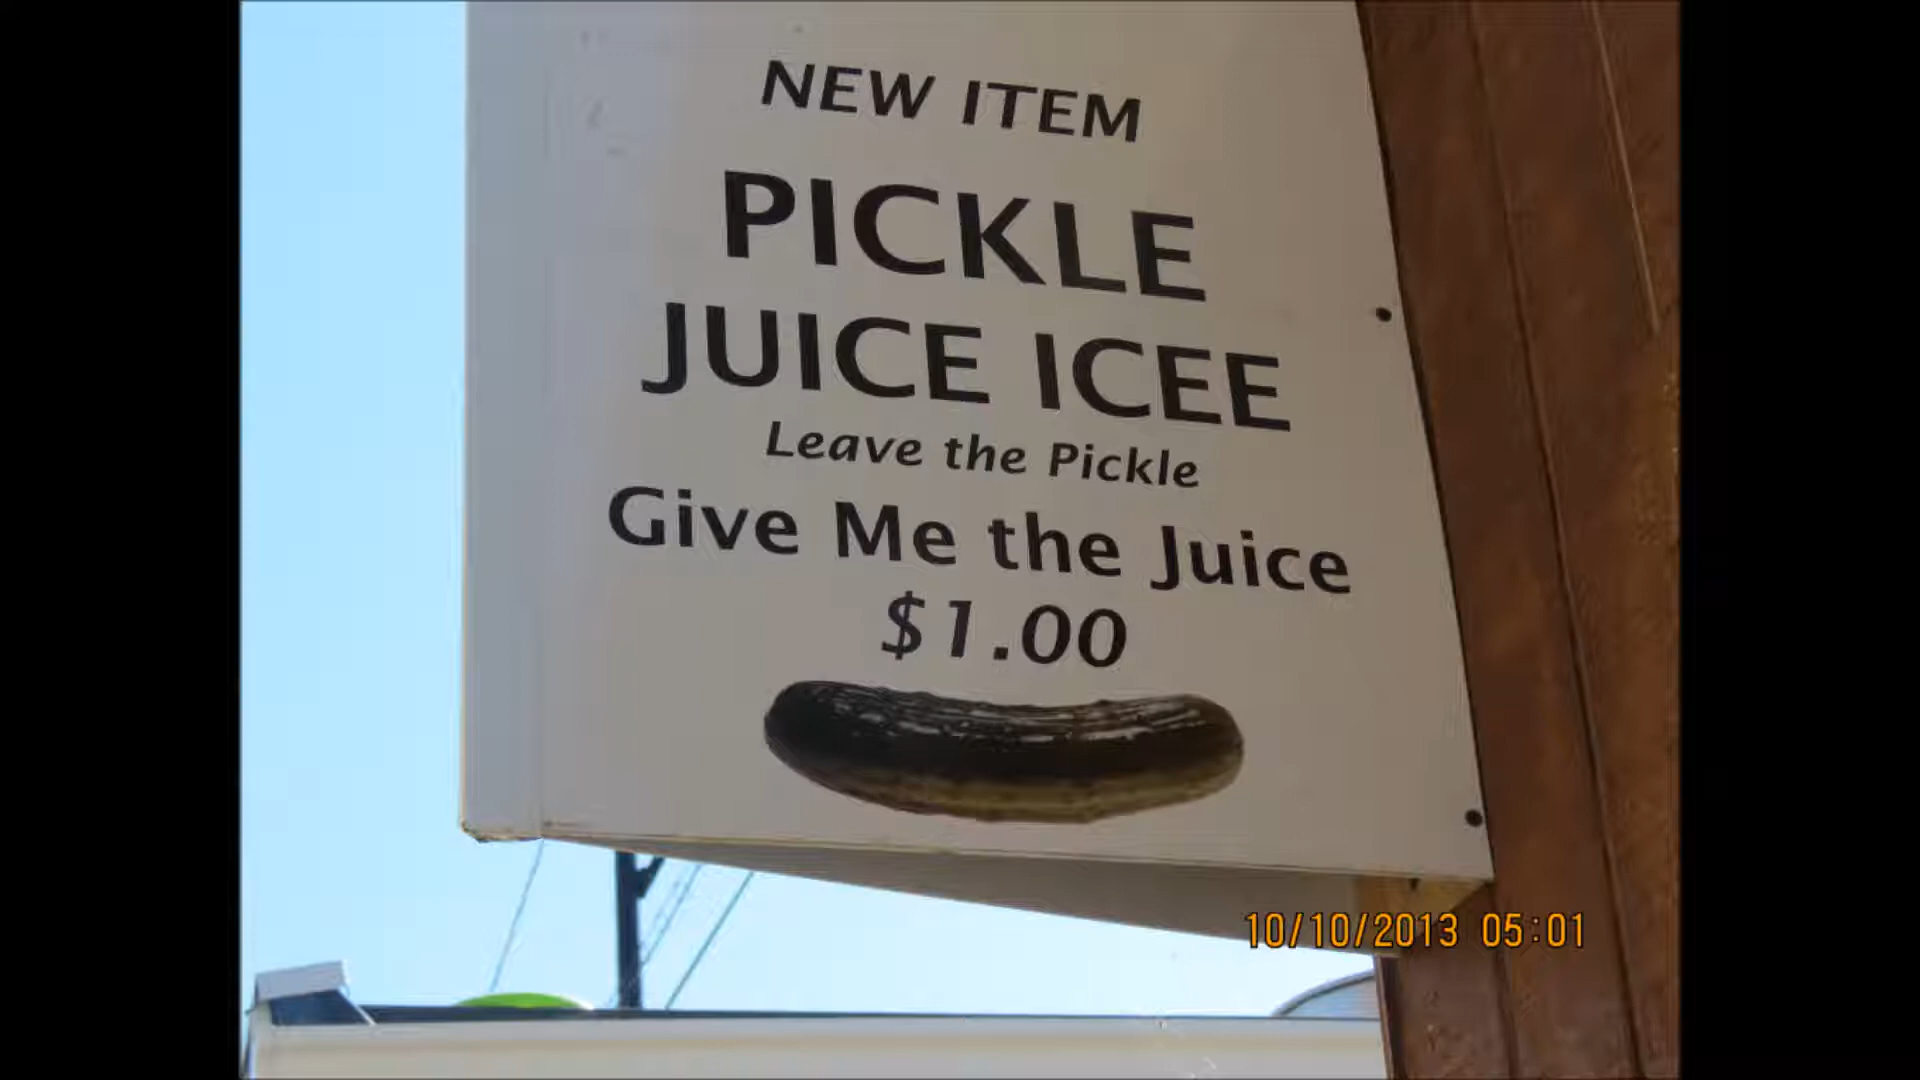 NEW ITEM
PICKLE
JUICE ICEE
Leave the Pickle
Give Me the Juice
$1.00
10/10/2013 05:01